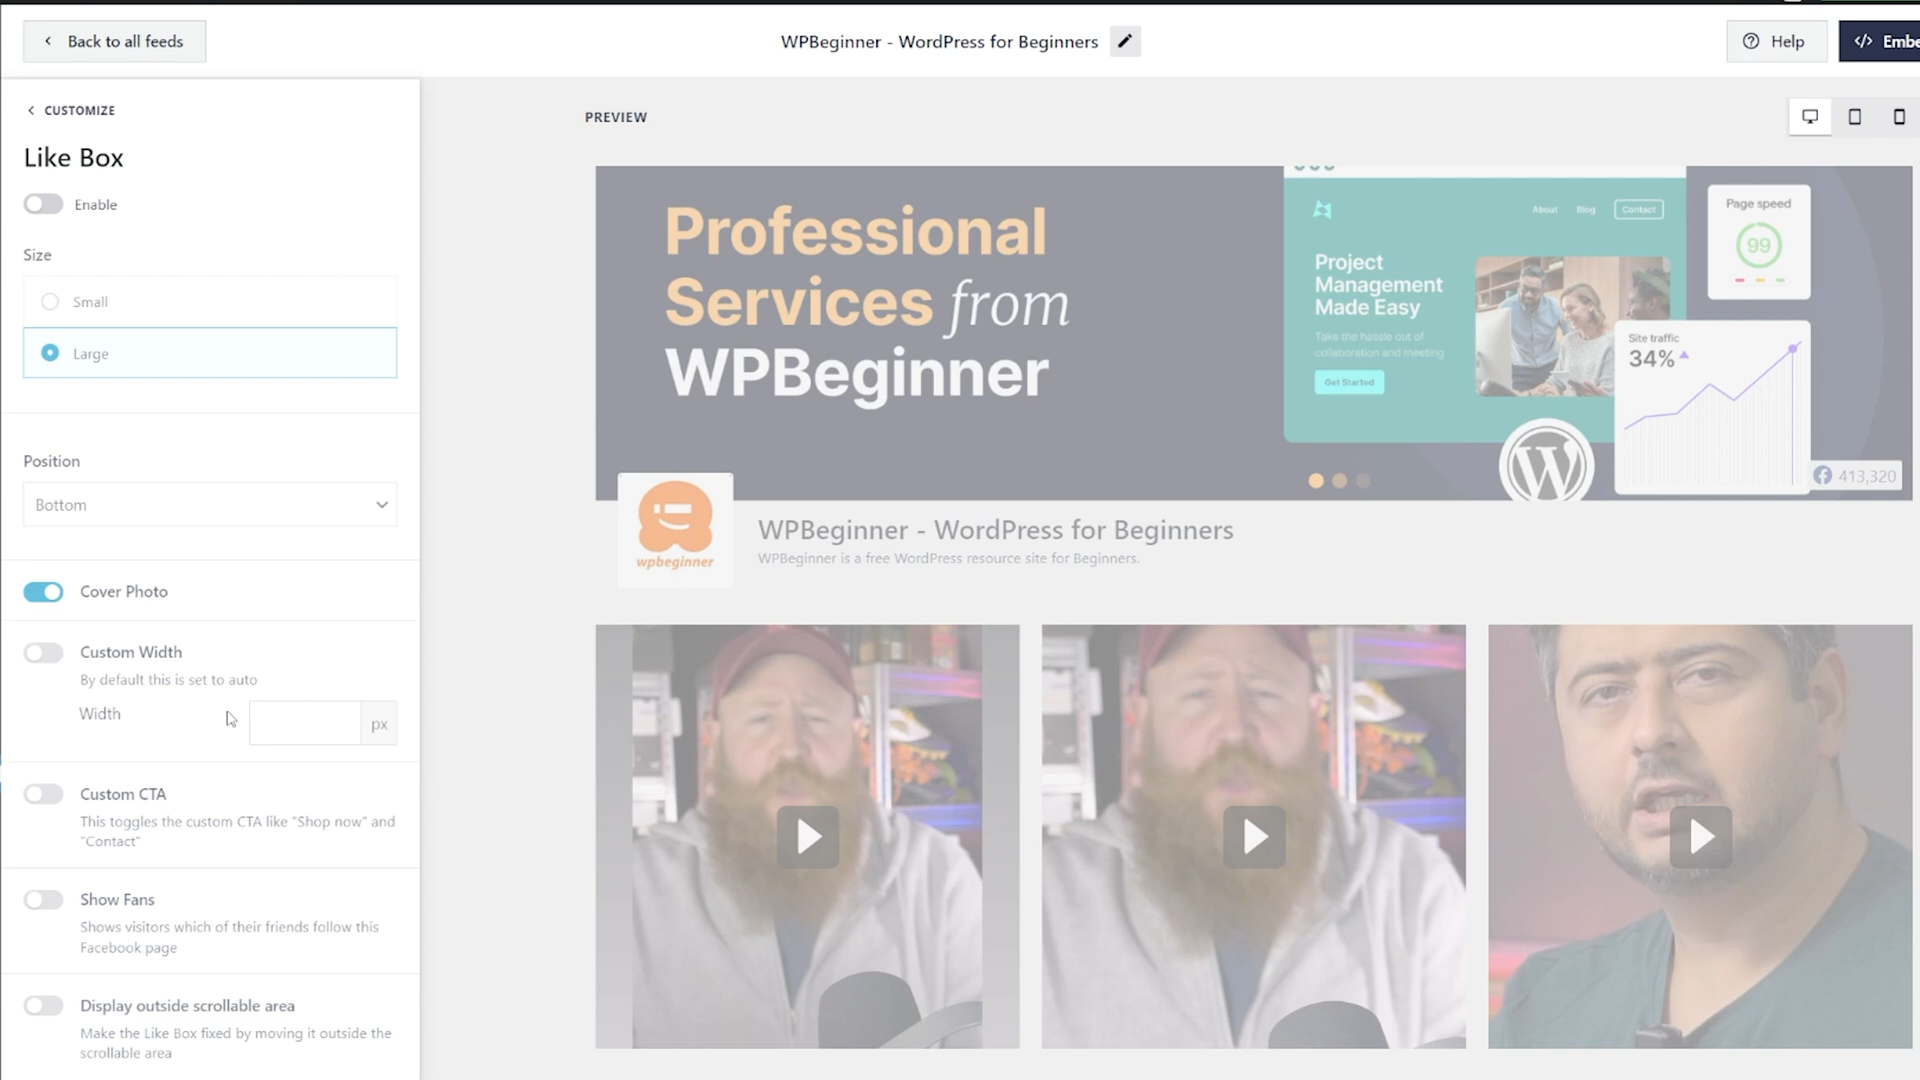 Back to all feeds
WPBeginner - WordPress for Beginners
Help
Embe
CUSTOMIZE
Like Box
Enable
Size
Small
Large
Position
Bottom
Cover Photo
Custom Width
By default this is set to auto
Width
px
Custom CTA
This toggles the custom CTA like "Shop now" and
"Contact"
Show Fans
Shows visitors which of their friends follow this
Facebook page
Display outside scrollable area
Make the Like Box fixed by moving it outside the
scrollable area
PREVIEW
Professional
Services from
WPBeginner
About Blog Contact
Project
Management
Made Easy
Take the hassle out of
collaboration and meeting
Get Started
Page speed
99
Site traffic
34%
413,320
wpbeginner
WPBeginner - WordPress for Beginners
WPBeginner is a free WordPress resource site for Beginners.